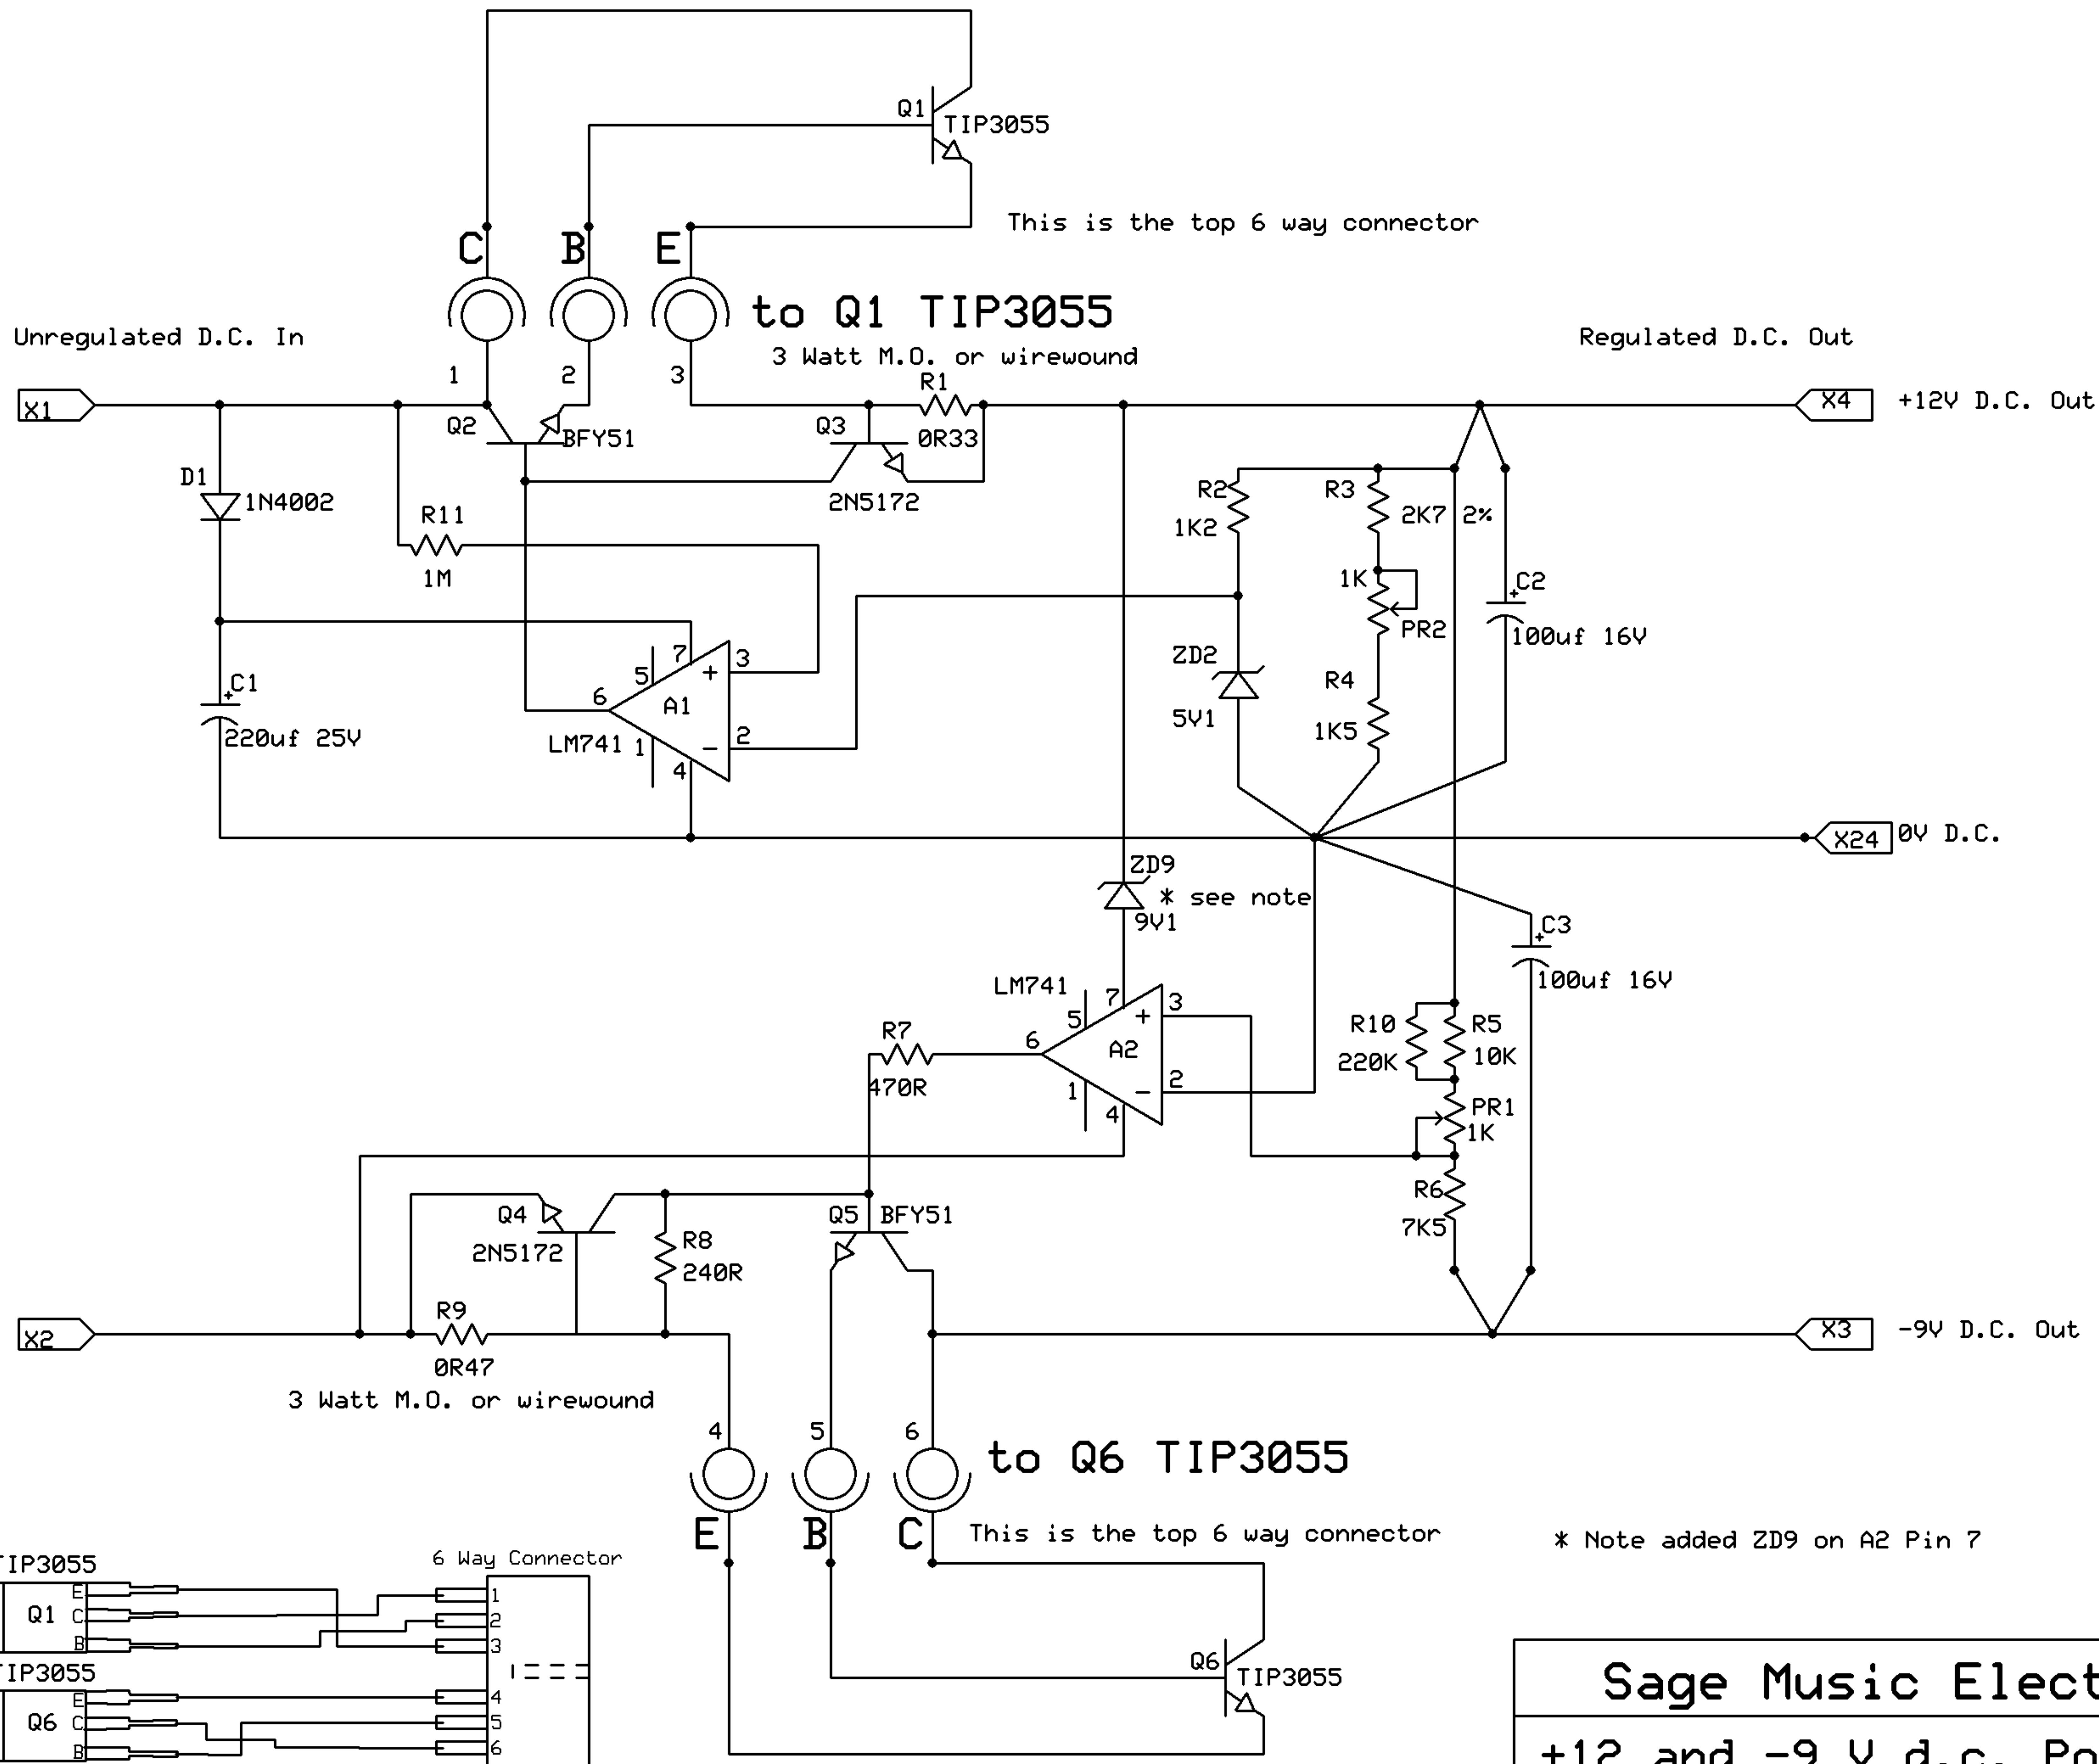 Q1
TIP3055
This is the top 6 way connector
C
B
E
to Q1 TIP3055
Unregulated D.C. In
3 Watt M.O. or wirewound
Regulated D.C. Out
1
2
3
R1
X1
X4
+12V D.C. Out
Q2
BFY51
Q3
0R33
D1
1N4002
2N5172
R2
1K2
R3
2K7 2%
R11
1M
1K
PR2
C2
+
100uf 16V
ZD2
5V1
R4
1K5
C1
+
220uf 25V
7
3
5
+
6
A1
LM741
1
2
-
4
X24
0V D.C.
ZD9
* see note
9V1
C3
+
100uf 16V
LM741
7
3
5
+
6
A2
1
2
-
4
R7
470R
R10
220K
R5
10K
PR1
1K
R6
7K5
Q4
2N5172
R8
240R
Q5
BFY51
X2
R9
0R47
3 Watt M.O. or wirewound
X3
-9V D.C. Out
4
5
6
to Q6 TIP3055
E
B
C
This is the top 6 way connector
* Note added ZD9 on A2 Pin 7
6 Way Connector
TIP3055
Q1
E
C
B
1
2
3
TIP3055
Q6
E
C
B
4
5
6
Q6
TIP3055
Sage Music Elect
+12 and -9 V d.c. Po